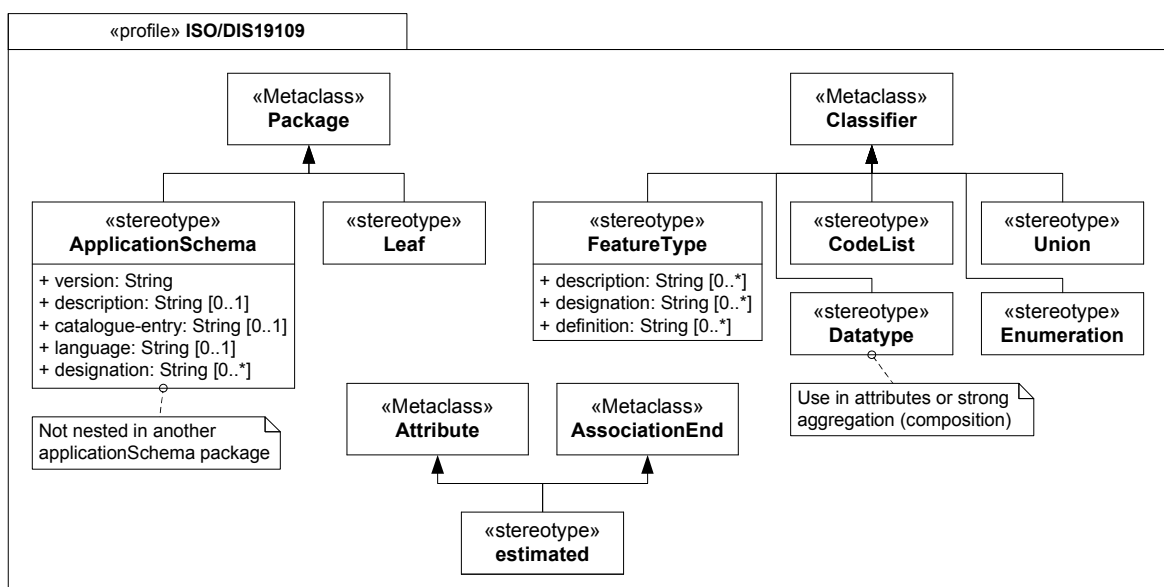 «profile» ISO/DIS19109
«Metaclass»
Package
«Metaclass»
Classifier
«stereotype»
ApplicationSchema
+ version: String
+ description: String [0..1]
+ catalogue-entry: String [0..1]
+ language: String [0..1]
+ designation: String [0..*]
«stereotype»
Leaf
«stereotype»
FeatureType
+ description: String [0..*]
+ designation: String [0..*]
+ definition: String [0..*]
«stereotype»
CodeList
«stereotype»
Union
«stereotype»
Datatype
«stereotype»
Enumeration
Not nested in another
applicationSchema package
«Metaclass»
Attribute
«Metaclass»
AssociationEnd
Use in attributes or strong
aggregation (composition)
«stereotype»
estimated